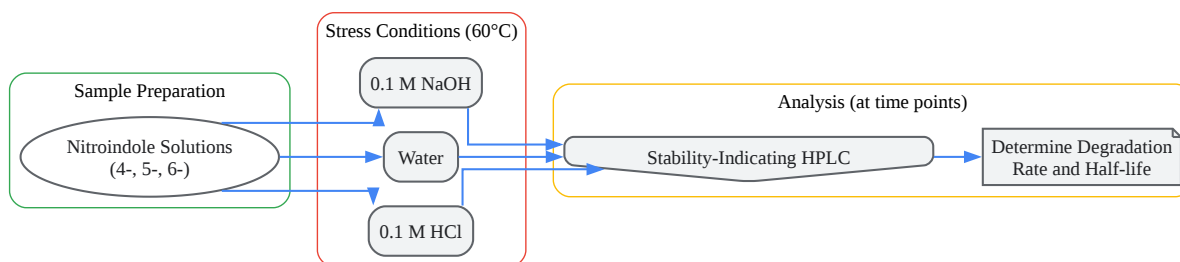 Sample Preparation
Nitroindole Solutions
(4-, 5-, 6-)
Stress Conditions (60°C)
0.1 M NaOH
Water
0.1 M HCl
Analysis (at time points)
Stability-Indicating HPLC
Determine Degradation
Rate and Half-life